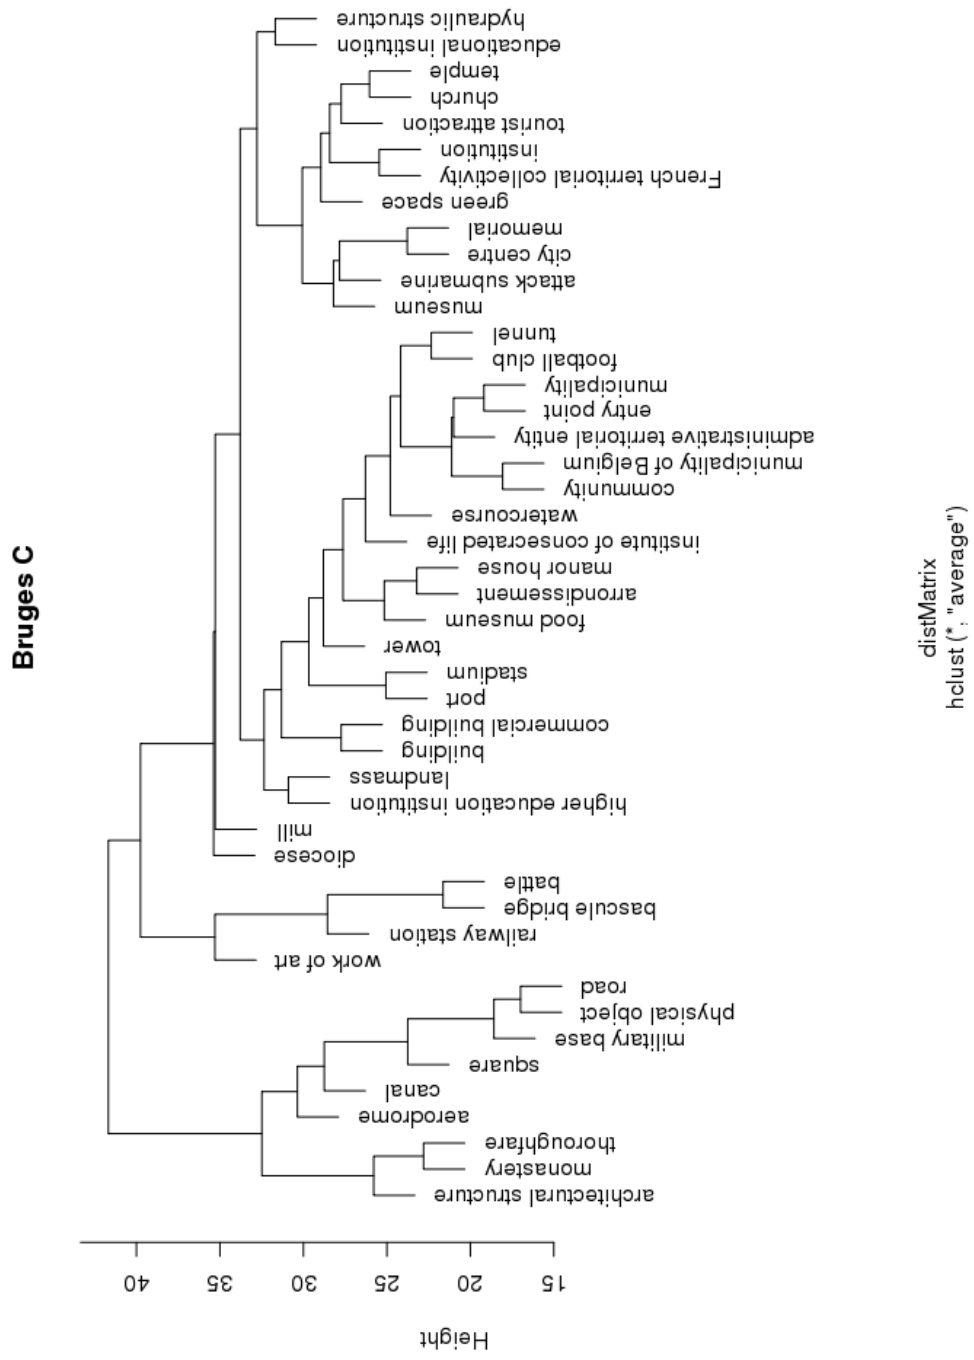 Bruges C
hydraulic structure
educational institution
temple
church
tourist attraction
institution
French territorial collectivity
green space
memorial
city centre
attack submarine
museum
tunnel
football club
municipality
entry point
administrative territorial entity
municipality of Belgium
community
watercourse
institute of consecrated life
manor house
arrondissement
food museum
tower
stadium
port
commercial building
building
landmass
higher education institution
mill
diocese
battle
bascule bridge
railway station
work of art
road
physical object
military base
square
canal
aerodrome
thoroughfare
monastery
architectural structure
40 35 30 25 20 15
Height
distMatrix
hclust (*, "average")